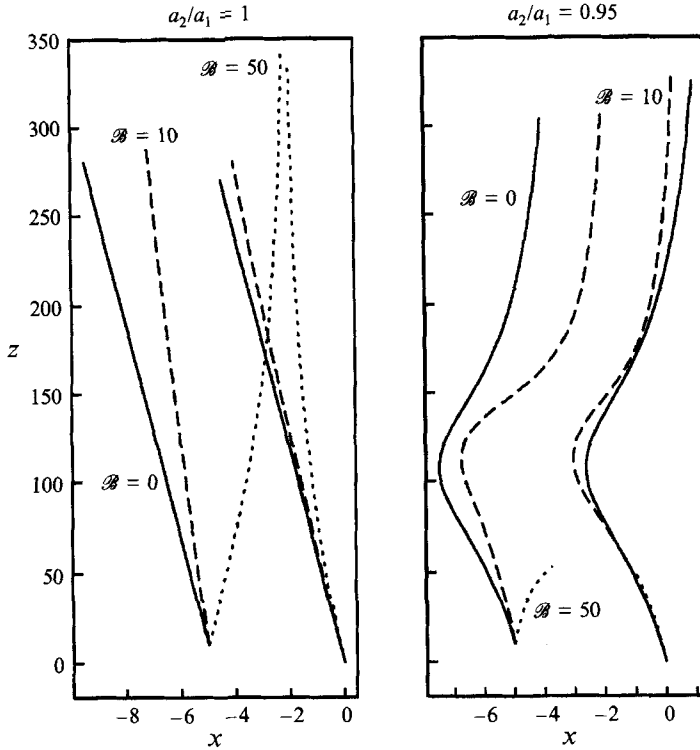 a₂/a₁ = 1
350
300
250
200
150
100
50
0
z
ℬ = 50
ℬ = 10
ℬ = 0
−8
−6
−4
−2
0
x
a₂/a₁ = 0.95
ℬ = 10
ℬ = 0
ℬ = 50
−6
−4
−2
0
x